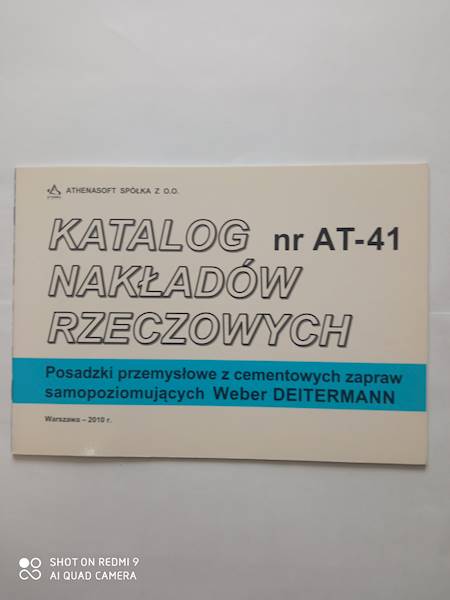 ATHENASOFT SPÓŁKA Z O.O.
KATALOG nr AT-41
NAKŁADÓW
RZECZOWYCH
Posadzki przemysłowe z cementowych zapraw
samopoziomujących Weber DEITERMANN
Warszawa – 2010 r.
SHOT ON REDMI 9
AI QUAD CAMERA